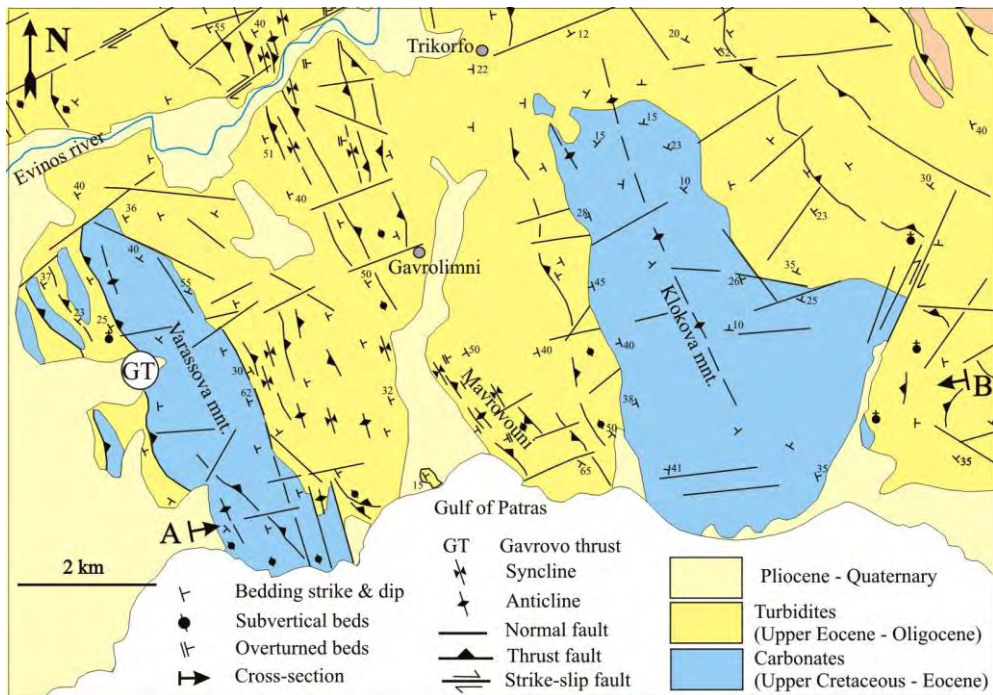 N
55
40
Trikorfo
22
12
20
32
Evinos river
51
15
15
23
40
40
36
40
10
30
23
28
Gavrolimni
50
35
40
37
55
45
26
25
23
25
Varassova mnt.
Klokova mnt.
10
GT
30
62
50
40
40
Mavrovouni
32
38
B
50
65
41
35
35
15
A
2 km
Gulf of Patras
Bedding strike & dip
Subvertical beds
Overturned beds
Cross-section
GT Gavrovo thrust
Syncline
Anticline
Normal fault
Thrust fault
Strike-slip fault
Pliocene - Quaternary
Turbidites
(Upper Eocene - Oligocene)
Carbonates
(Upper Cretaceous - Eocene)